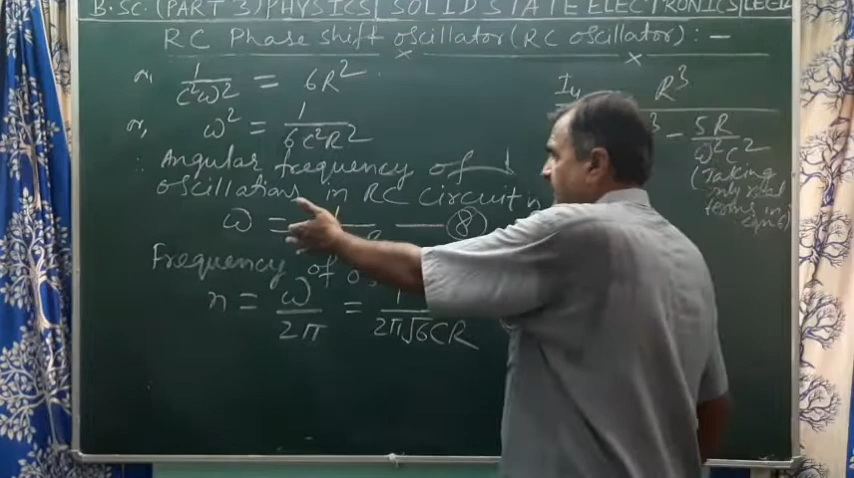 B.SC.(PART 3)PHYSICS| SOLID STATE ELECTRONICS|LEC
RC Phase shift oscillator (RC oscillator) : —
or, 1/C²ω² = 6R²
or, ω² = 1/6C²R²
∴ Angular frequency of
oscillations in RC circuit
ω = — ⑧
Frequency of
n = ω/2π = 1/2π√6CR
R³
³ - 5R/ω²C²
(Taking
only real
terms in
eqn 6)